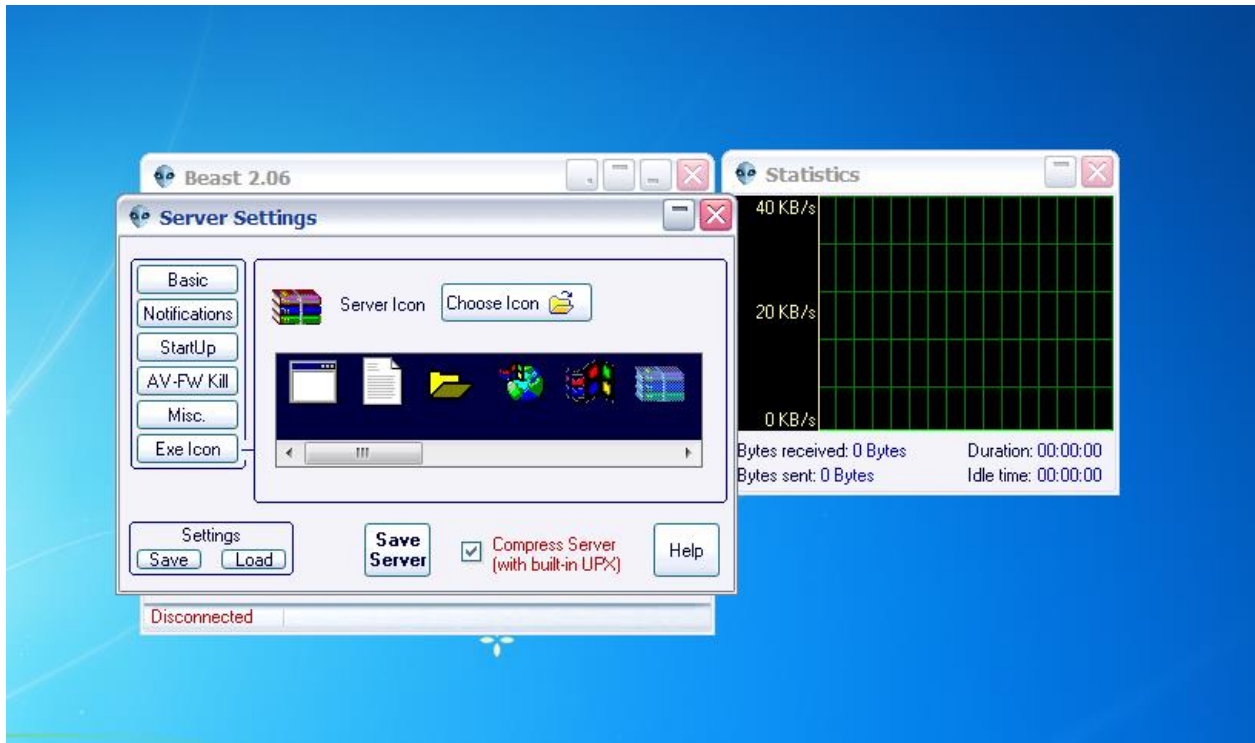 Beast 2.06
Statistics
Server Settings
40 KB/s
20 KB/s
0 KB/s
Basic
Notifications
StartUp
AV-FW Kill
Misc.
Exe Icon
Server Icon
Choose Icon
Bytes received: 0 Bytes
Duration: 00:00:00
Bytes sent: 0 Bytes
Idle time: 00:00:00
Settings
Save
Load
Save
Server
Compress Server
(with built-in UPX)
Help
Disconnected